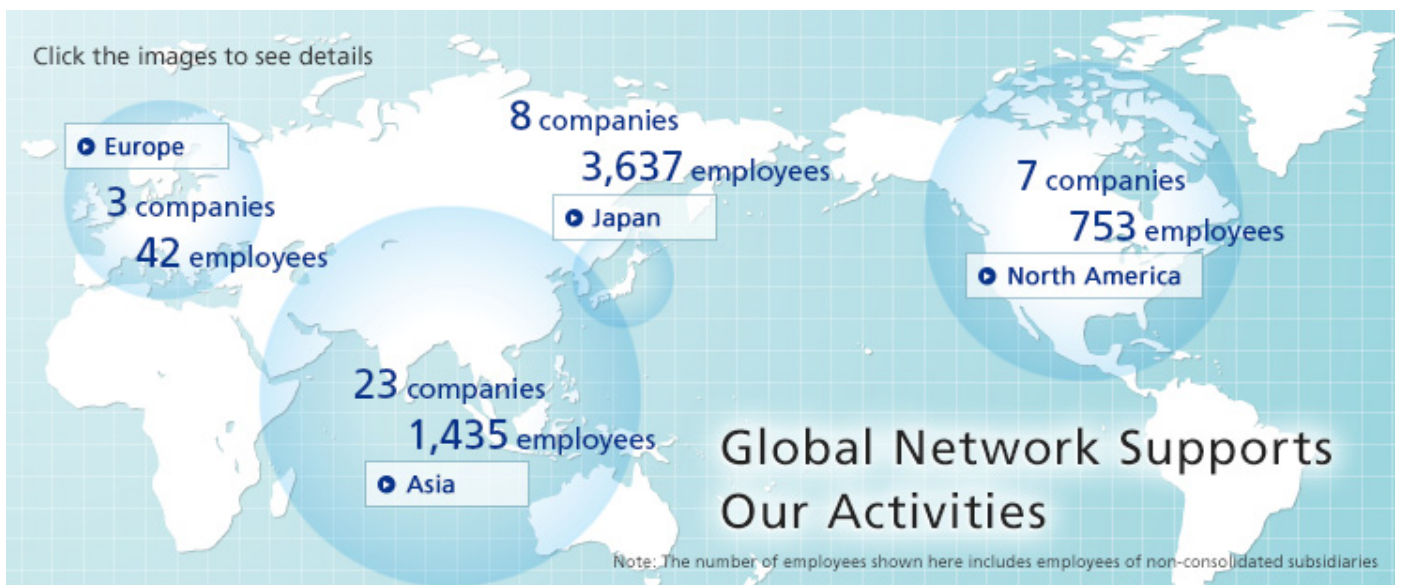 Click the images to see details
Europe
3 companies
42 employees
8 companies
3,637 employees
Japan
7 companies
753 employees
North America
23 companies
1,435 employees
Asia
Global Network Supports
Our Activities
Note: The number of employees shown here includes employees of non-consolidated subsidiaries